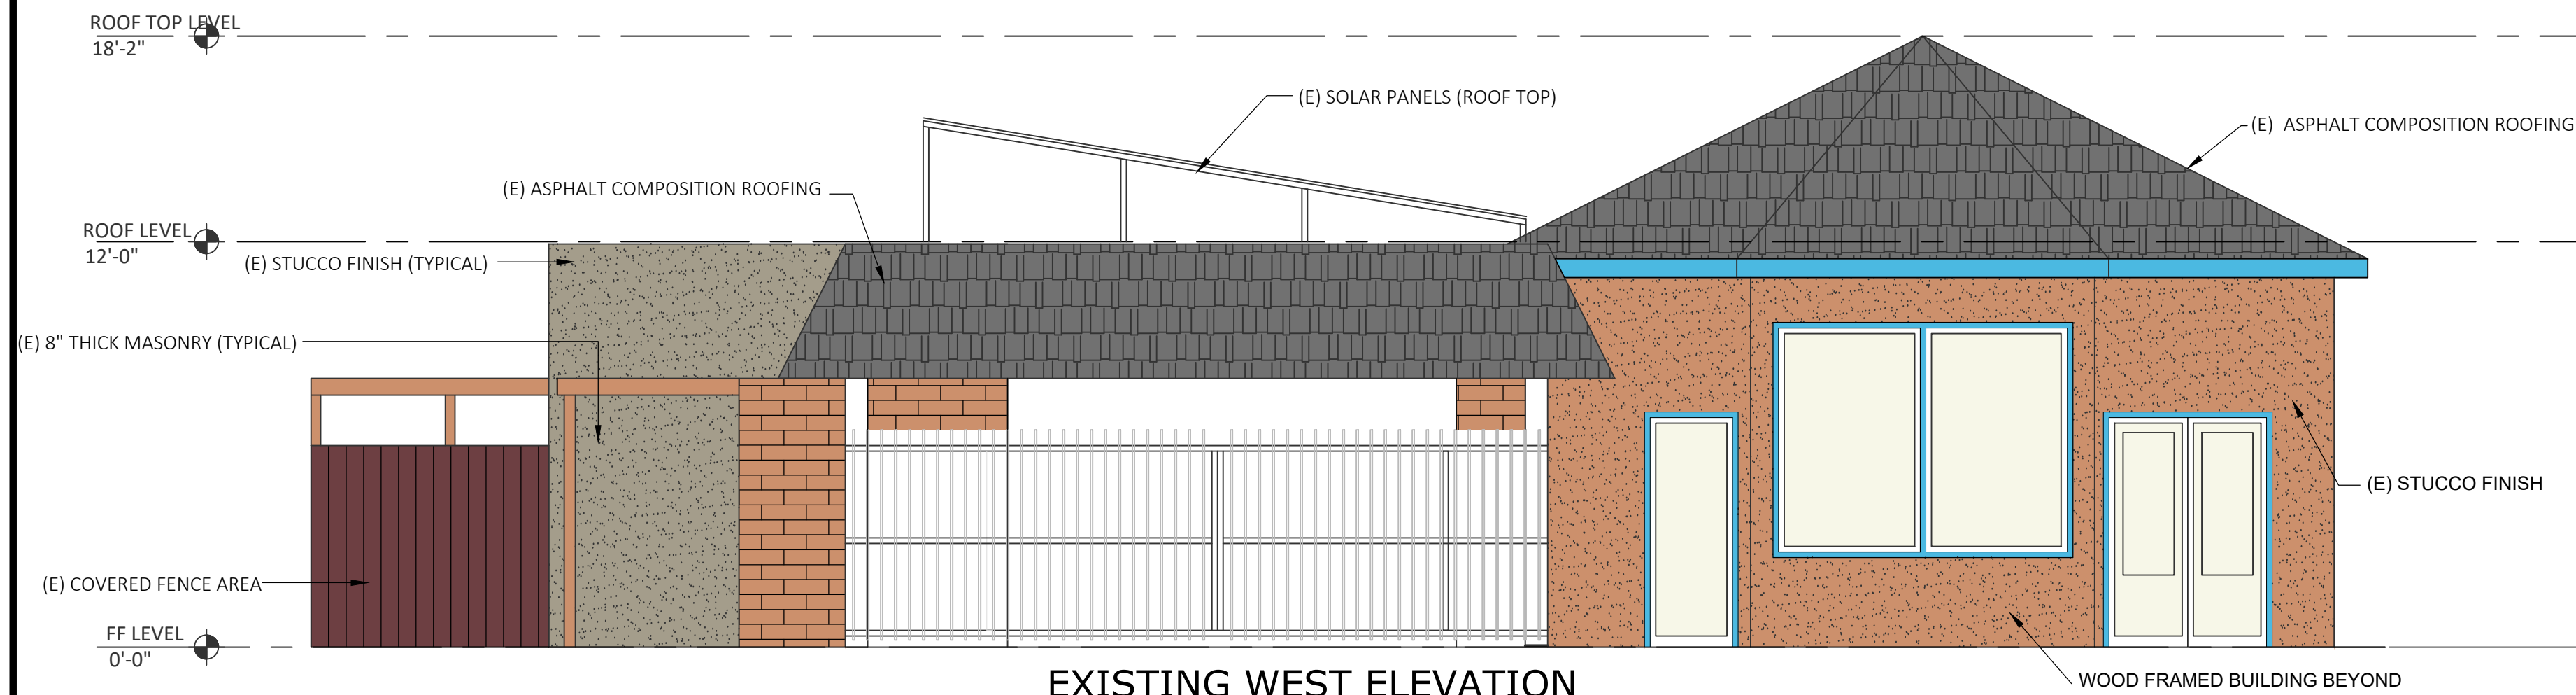 ROOF TOP LEVEL
18'-2"
(E) SOLAR PANELS (ROOF TOP)
(E) ASPHALT COMPOSITION ROOFING
(E) ASPHALT COMPOSITION ROOFING
ROOF LEVEL
12'-0"
(E) STUCCO FINISH (TYPICAL)
(E) 8" THICK MASONRY (TYPICAL)
(E) STUCCO FINISH
(E) COVERED FENCE AREA
FF LEVEL
0'-0"
WOOD FRAMED BUILDING BEYOND
EXISTING WEST ELEVATION